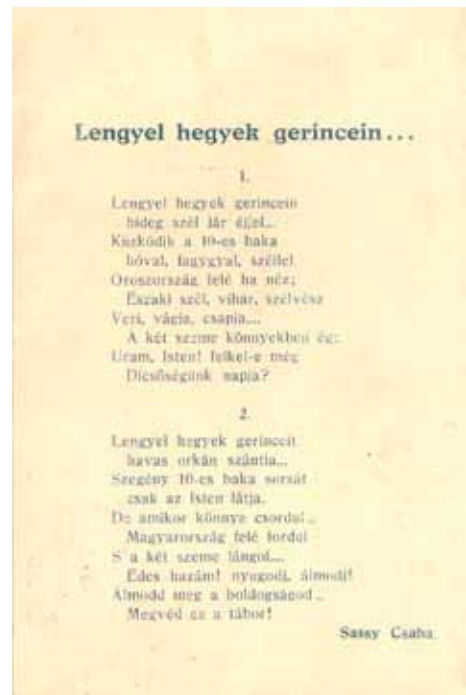 Lengyel hegyek gerincein...
1.
Lengyel hegyek gerincein
hideg szél jár éjjel...
Küzködik a 10-es baka
hóval, fagygyal, széllel
Oroszország felé ha néz;
Északi szél, vihar, szélvész
Veri, vágja, csapja...
A két szeme könnyekben ég:
Uram, Isten! felkel-e még
Dicsőségünk napja?
2.
Lengyel hegyek gerinceit
havas orkán szántja...
Szegény 10-es baka sorsát
csak az Isten látja.
De amikor könnye csordul..
Magyarország felé fordul
S a két szeme lángol...
Édes hazám! nyugodj, álmodj!
Álmodd meg a boldogságod..
Megvéd ez a tábor!
Sassy Csaba